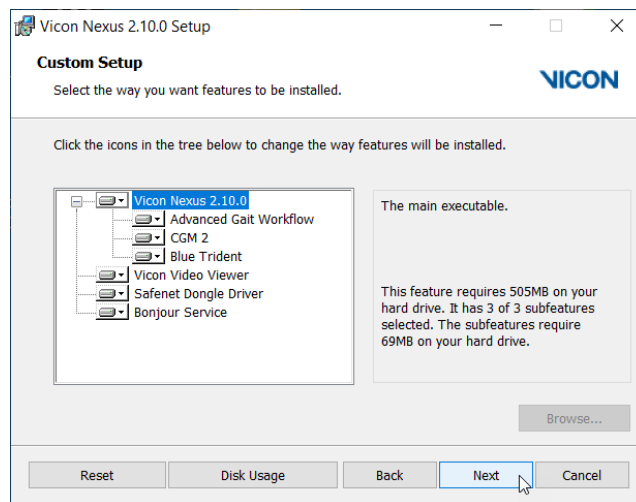 Vicon Nexus 2.10.0 Setup
Custom Setup
Select the way you want features to be installed.
VICON
Click the icons in the tree below to change the way features will be installed.
Vicon Nexus 2.10.0
Advanced Gait Workflow
CGM 2
Blue Trident
Vicon Video Viewer
Safenet Dongle Driver
Bonjour Service
The main executable.
This feature requires 505MB on your
hard drive. It has 3 of 3 subfeatures
selected. The subfeatures require
69MB on your hard drive.
Browse...
Reset
Disk Usage
Back
Next
Cancel